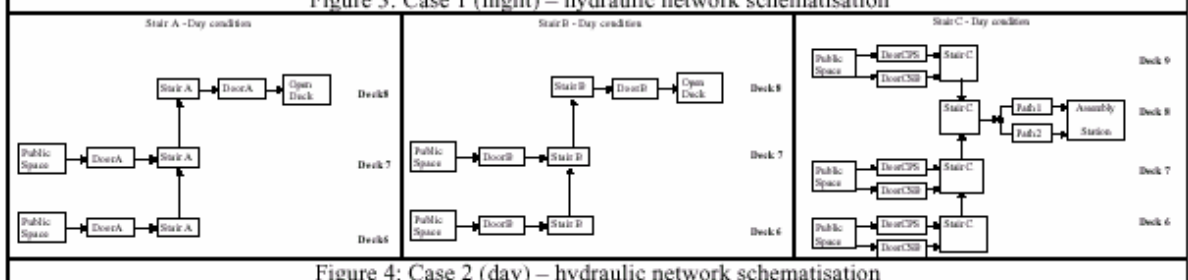 Figure 3: Case 1 (night) – hydraulic network schematisation
Stair A - Day condition
Stair A
DoorA
Open
Deck
Deck8
Public
Space
DoorA
Stair A
Deck 7
Public
Space
DoorA
Stair A
Deck6
Stair B - Day condition
Stair B
DoorB
Open
Deck
Deck 8
Public
Space
DoorB
Stair B
Deck 7
Public
Space
DoorB
Stair B
Deck 6
Stair C - Day condition
Public
Space
DoorCPS
DoorCSB
Stair C
Deck 9
Stair C
Path1
Path2
Assembly
Station
Deck 8
Public
Space
DoorCPS
DoorCSB
Stair C
Deck 7
Public
Space
DoorCPS
DoorCSB
Stair C
Deck 6
Figure 4: Case 2 (day) – hydraulic network schematisation